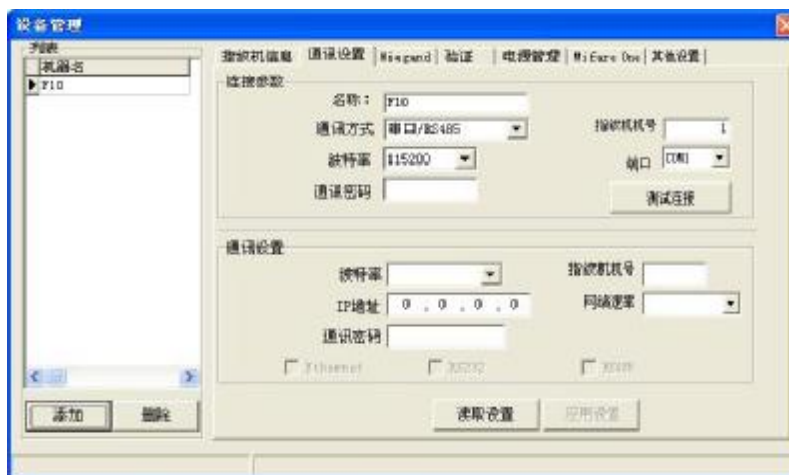 设备管理
列表
机器名
F10
指纹机信息 通讯设置 Wiegand 验证 电源管理 Mifare One 其他设置
连接参数
名称： F10
通讯方式 串口/RS485 指纹机机号 1
波特率 115200 端口 COM1
通讯密码 测试连接
通讯设置
波特率 指纹机机号
IP地址 0 . 0 . 0 . 0 网络速率
通讯密码
Ethernet RS232
添加 删除 读取设置 应用设置